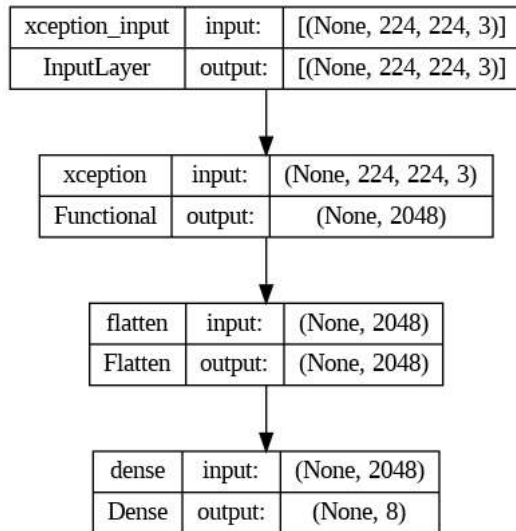 xception_input input: [(None, 224, 224, 3)]
InputLayer output: [(None, 224, 224, 3)]
xception input: (None, 224, 224, 3)
Functional output: (None, 2048)
flatten input: (None, 2048)
Flatten output: (None, 2048)
dense input: (None, 2048)
Dense output: (None, 8)